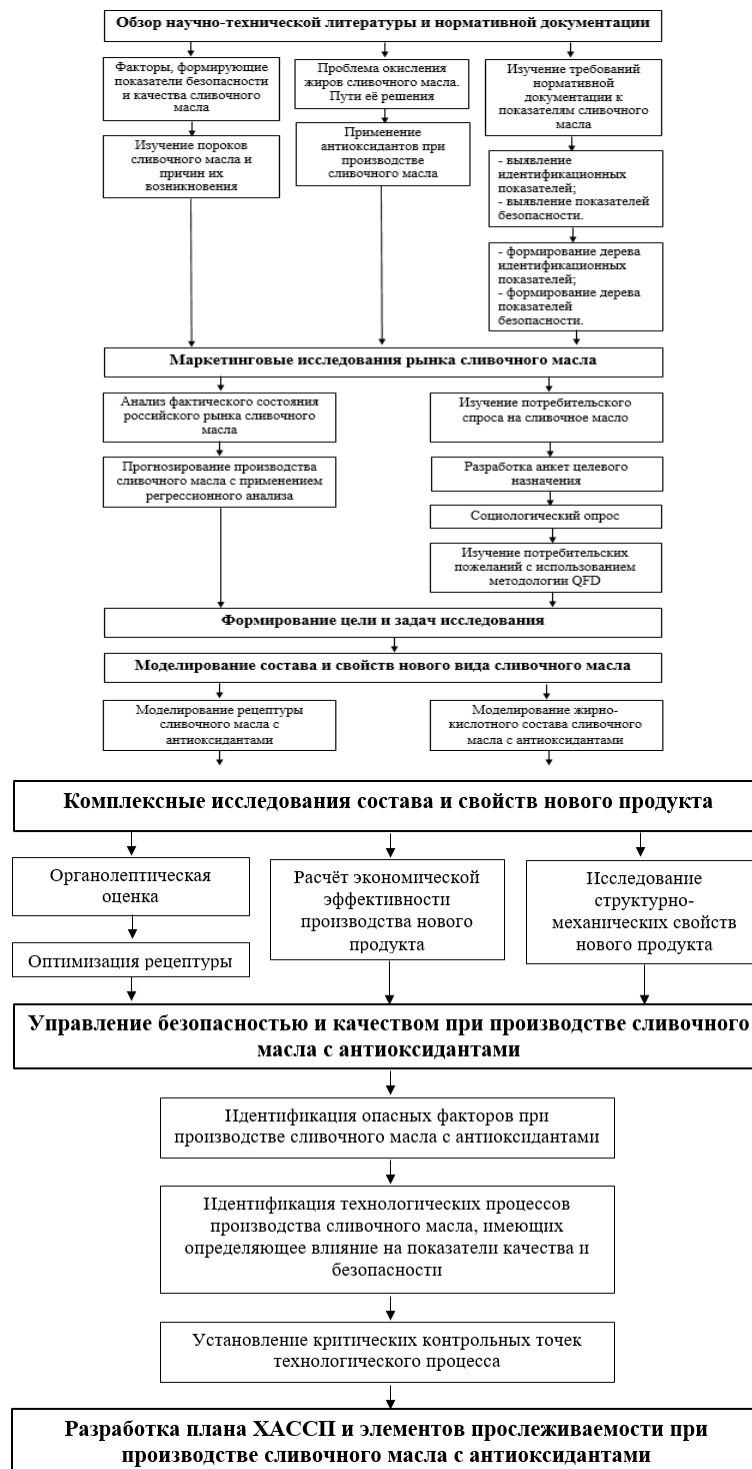 Обзор научно-технической литературы и нормативной документации
Факторы, формирующие
показатели безопасности
и качества сливочного
масла
Проблема окисления
жиров сливочного масла.
Пути её решения
Изучение требований
нормативной
документации к
показателям сливочного
масла
Изучение пороков
сливочного масла и
причин их
возникновения
Применение
антиоксидантов при
производстве
сливочного масла
- выявление
идентификационных
показателей;
- выявление показателей
безопасности.
- формирование дерева
идентификационных
показателей;
- формирование дерева
показателей
безопасности.
Маркетинговые исследования рынка сливочного масла
Анализ фактического состояния
российского рынка сливочного
масла
Изучение потребительского
спроса на сливочное масло
Прогнозирование производства
сливочного масла с применением
регрессионного анализа
Разработка анкет целевого
назначения
Социологический опрос
Изучение потребительских
пожеланий с использованием
методологии QFD
Формирование цели и задач исследования
Моделирование состава и свойств нового вида сливочного масла
Моделирование рецептуры
сливочного масла с
антиоксидантами
Моделирование жирно-
кислотного состава сливочного
масла с антиоксидантами
Комплексные исследования состава и свойств нового продукта
Органолептическая
оценка
Расчёт экономической
эффективности
производства нового
продукта
Исследование
структурно-
механических свойств
нового продукта
Оптимизация рецептуры
Управление безопасностью и качеством при производстве сливочного
масла с антиоксидантами
Идентификация опасных факторов при
производстве сливочного масла с антиоксидантами
Идентификация технологических процессов
производства сливочного масла, имеющих
определяющее влияние на показатели качества и
безопасности
Установление критических контрольных точек
технологического процесса
Разработка плана ХАССП и элементов прослеживаемости при
производстве сливочного масла с антиоксидантами